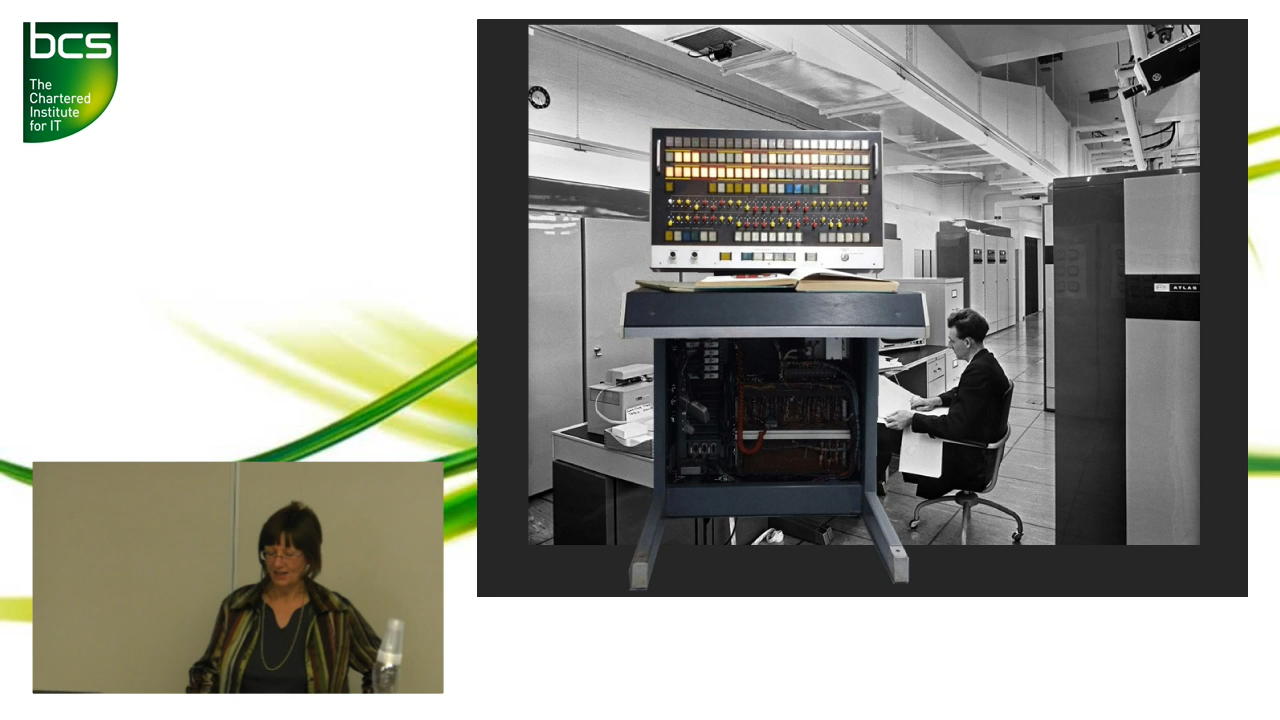 bcs
The
Chartered
Institute
for IT
ATLAS